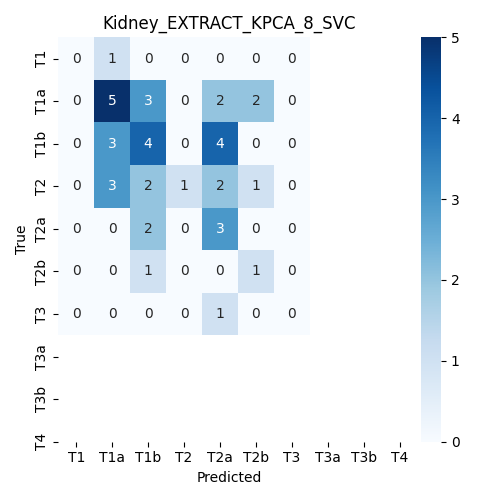 Kidney_EXTRACT_KPCA_8_SVC
T1 0 1 0 0 0 0 0
T1a 0 5 3 0 2 2 0
T1b 0 3 4 0 4 0 0
T2 0 3 2 1 2 1 0
T2a 0 0 2 0 3 0 0
T2b 0 0 1 0 0 1 0
T3 0 0 0 0 1 0 0
T3a
T3b
T4
True
T1 T1a T1b T2 T2a T2b T3 T3a T3b T4
Predicted
5
4
3
2
1
0